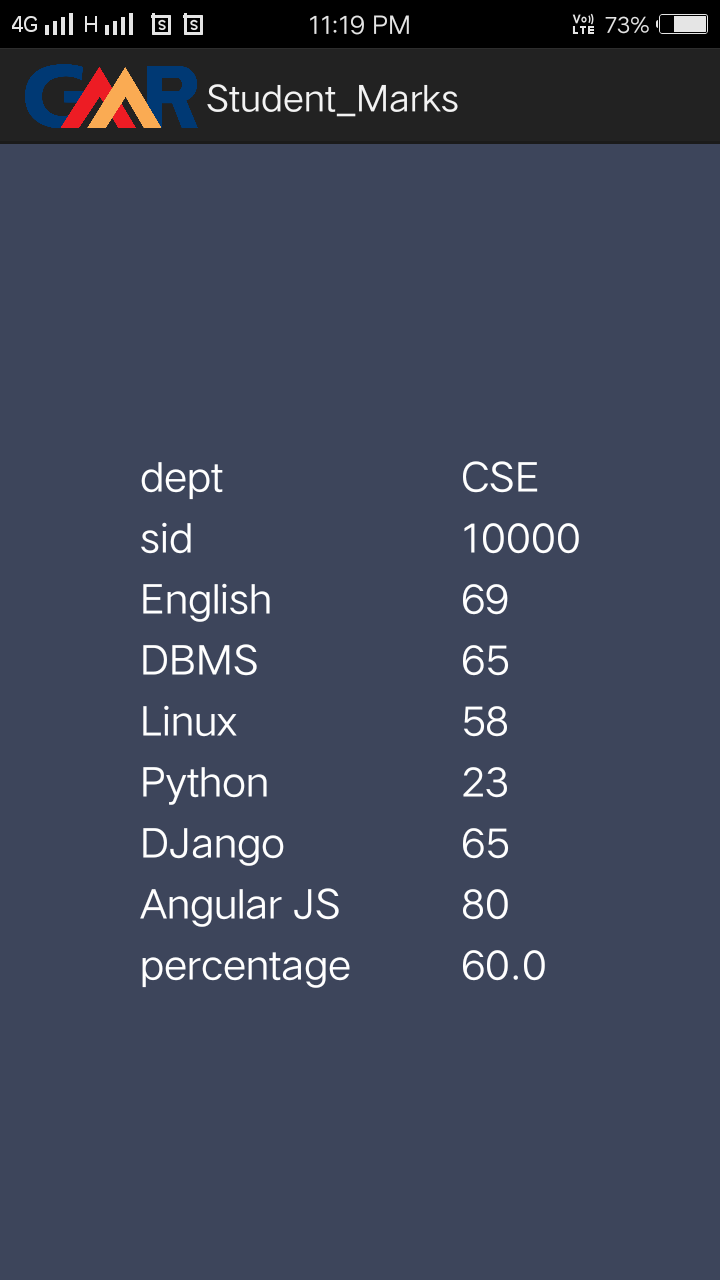 4G H S S 11:19 PM Vo) LTE 73%
GMR Student_Marks
dept CSE
sid 10000
English 69
DBMS 65
Linux 58
Python 23
DJango 65
Angular JS 80
percentage 60.0